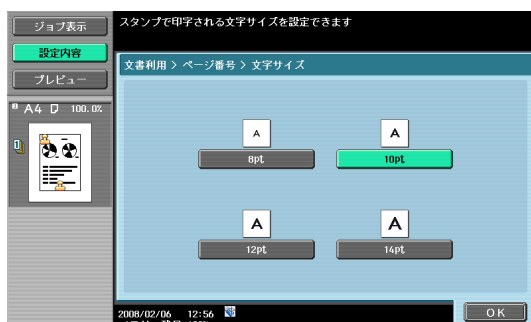 ジョブ表示
スタンプで印字される文字サイズを設定できます
設定内容
文書利用 > ページ番号 > 文字サイズ
プレビュー
A4 100.0%
1
A
A
8pt
10pt
A
A
12pt
14pt
2008/02/06 12:56
OK